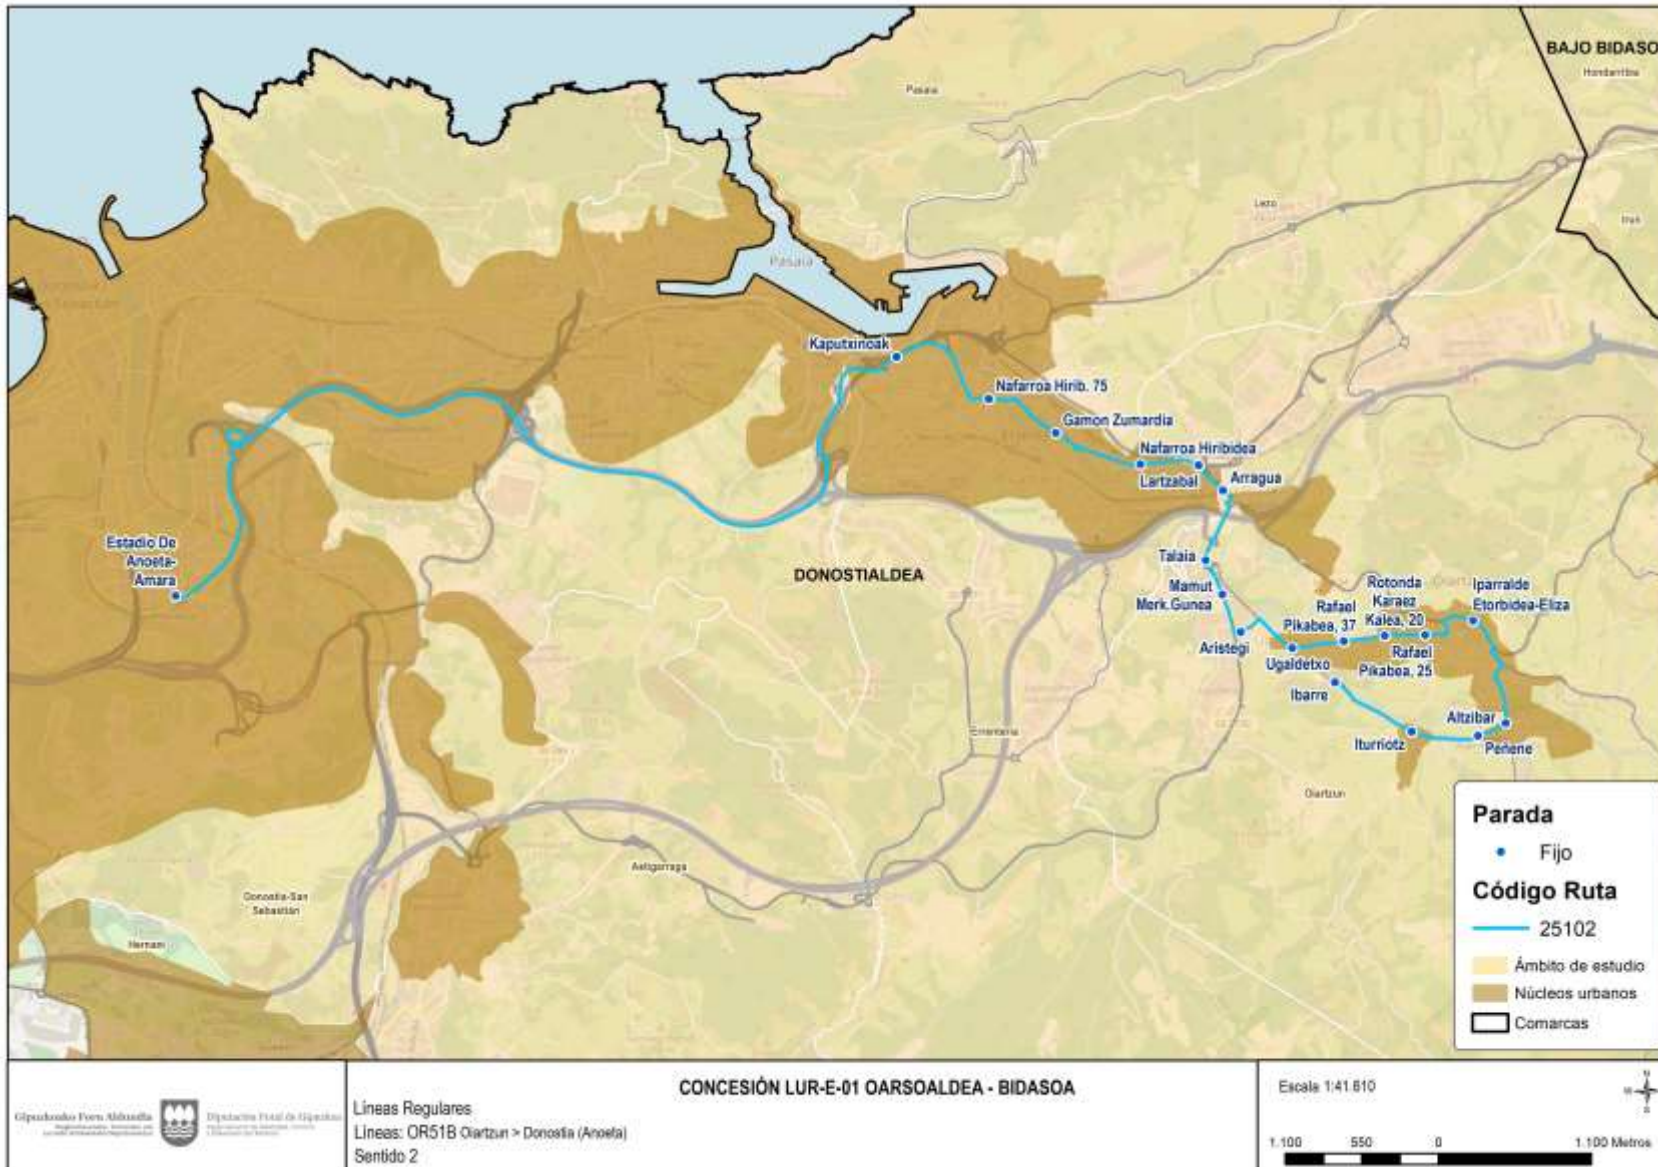 BAJO BIDASO
Hondarribia
Pasaia
Lezo
Irun
Pasaia
Kaputxinoak
Nafarroa Hirib. 75
Gamon Zumardia
Nafarroa Hiribidea
Lartzabal
Arragua
Estadio De
Anoeta-
Amara
DONOSTIALDEA
Talaia
Mamut
Merk.Gunea
Aristegi
Ugaldetxo
Rafael
Pikabea, 37
Rotonda
Karaez
Kalea, 20
Rafael
Pikabea, 25
Iparralde
Etorbidea-Eliza
Ibarre
Altzibar
Iturriotz
Peñene
Errenteria
Oiartzun
Astigarraga
Donostia-San
Sebastián
Hernani
Parada
Fijo
Código Ruta
25102
Ámbito de estudio
Núcleos urbanos
Comarcas
Gipuzkoako Foru Aldundia
Diputación Foral de Gipuzkoa
CONCESIÓN LUR-E-01 OARSOALDEA - BIDASOA
Líneas Regulares
Líneas: OR51B Oiartzun > Donostia (Anoeta)
Sentido 2
Escala 1:41.610
1.100 550 0 1.100 Metros